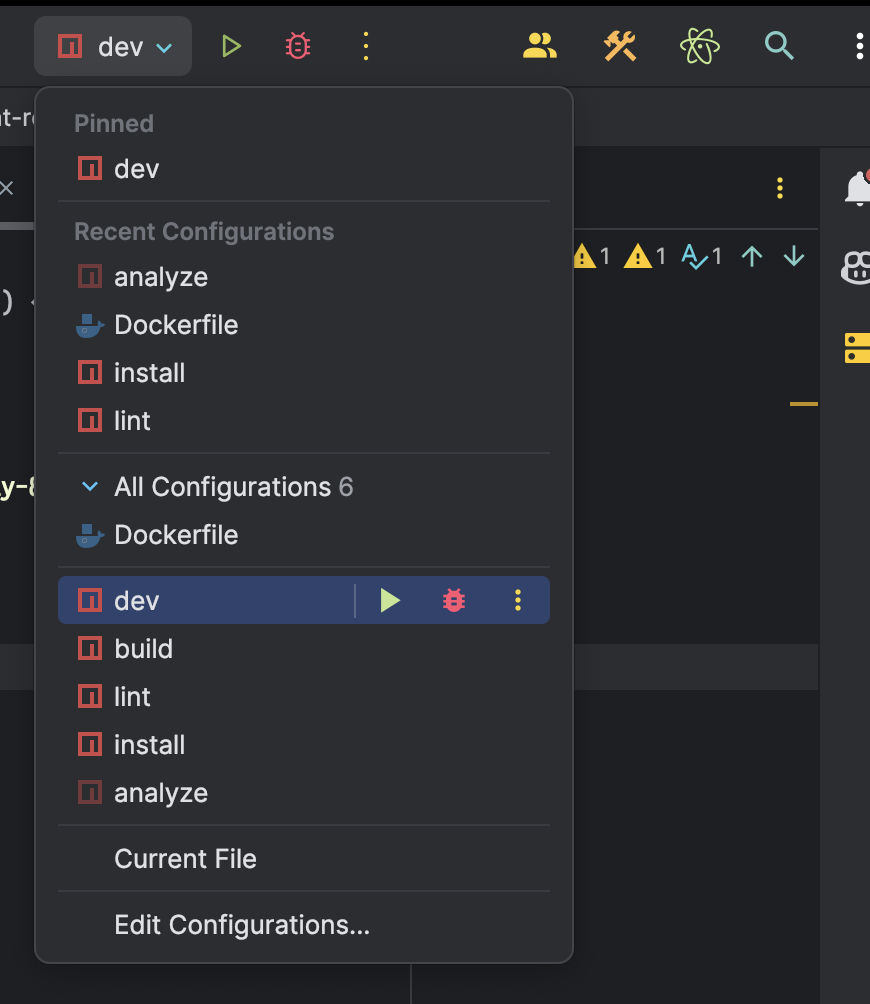 dev
Pinned
dev
Recent Configurations
analyze
Dockerfile
install
lint
1 1 1
All Configurations 6
Dockerfile
dev
build
lint
install
analyze
Current File
Edit Configurations...